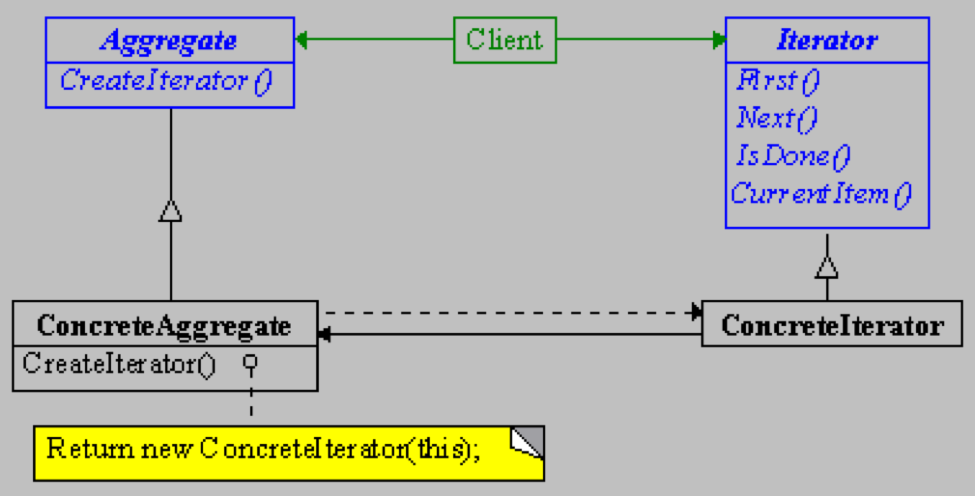 Aggregate
CreateIterator()
Client
Iterator
First()
Next()
IsDone()
CurrentItem()
ConcreteAggregate
CreateIterator()
ConcreteIterator
Return new ConcreteIterator(this);